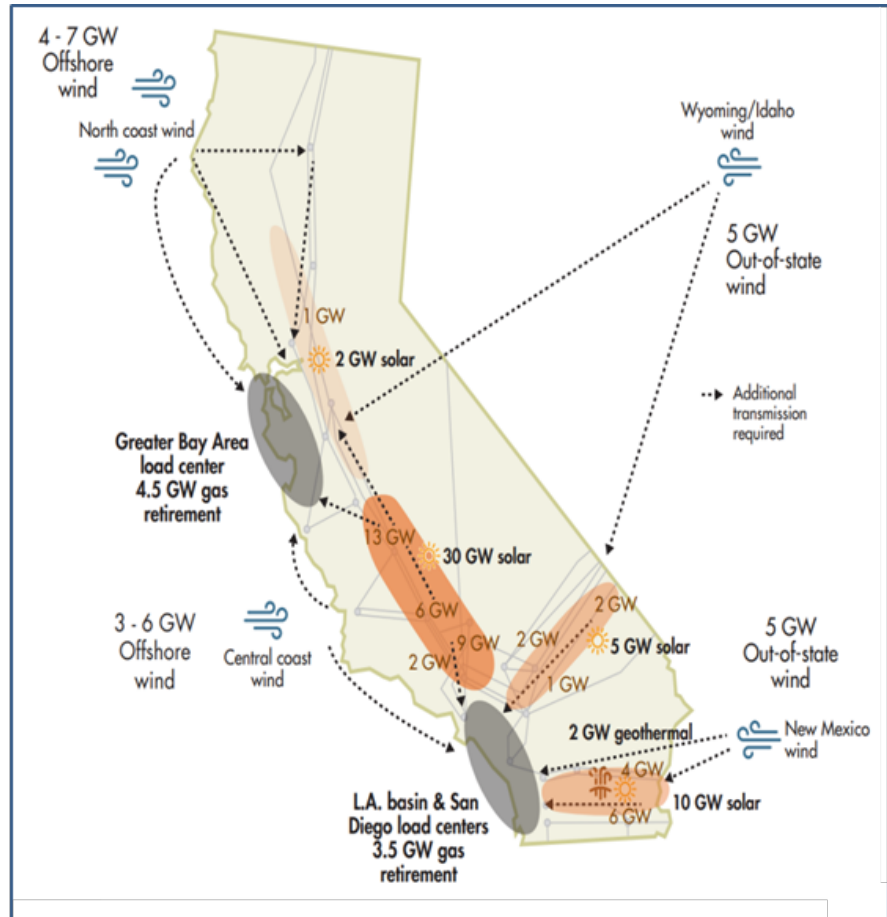 4 - 7 GW
Offshore
wind
North coast wind
Wyoming/Idaho
wind
5 GW
Out-of-state
wind
1 GW
2 GW solar
Additional
transmission
required
Greater Bay Area
load center
4.5 GW gas
retirement
13 GW
30 GW solar
6 GW
9 GW
2 GW
2 GW
2 GW
5 GW solar
1 GW
3 - 6 GW
Offshore
wind
Central coast
wind
5 GW
Out-of-state
wind
New Mexico
wind
2 GW geothermal
4 GW
10 GW solar
6 GW
L.A. basin & San
Diego load centers
3.5 GW gas
retirement